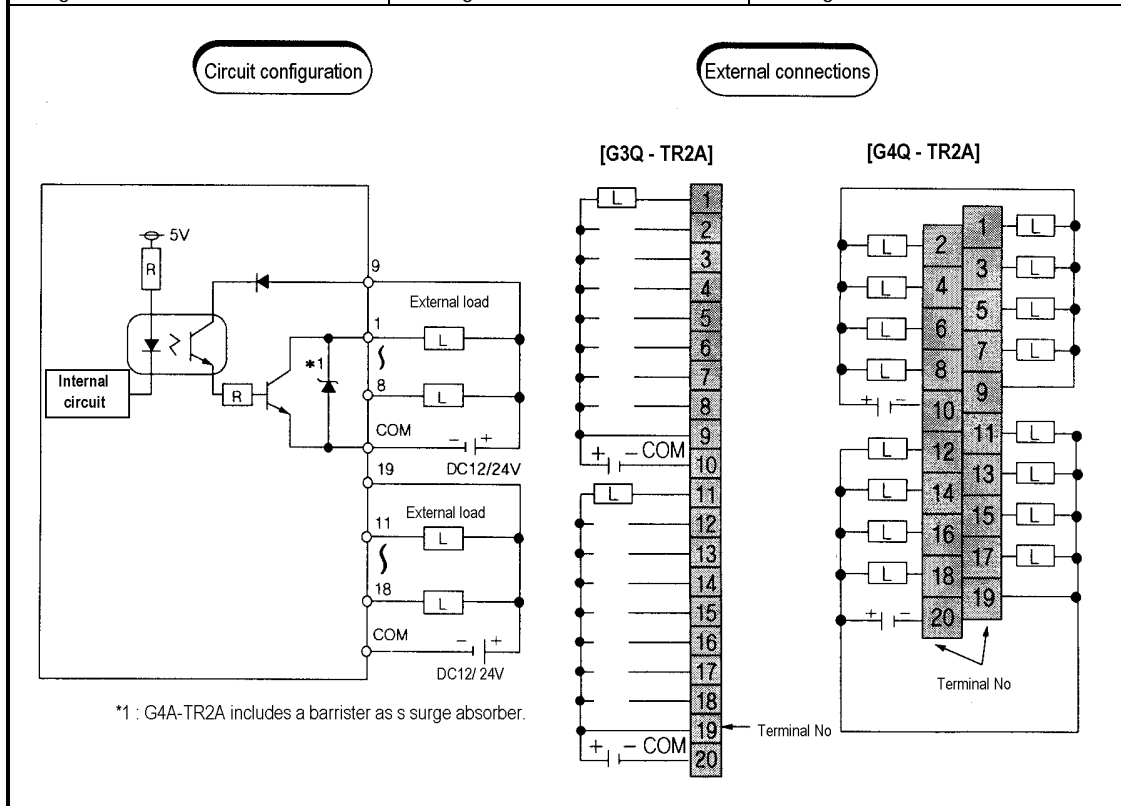 Circuit configuration
External connections
[G3Q - TR2A]
[G4Q - TR2A]
5V
R
Internal
circuit
R
*1
9
External load
1
L
8
L
COM
- +
DC12/24V
19
External load
11
L
18
L
COM
- +
DC12/ 24V
*1 : G4A-TR2A includes a barrister as s surge absorber.
L
1
2
3
4
5
6
7
8
9
+ - COM
10
L
11
12
13
14
15
16
17
18
19
Terminal No
+ - COM
20
1
L
L
2
3
L
L
4
5
L
L
6
7
L
L
8
9
+ -
10
11
L
L
12
13
L
L
14
15
L
L
16
17
L
L
18
19
+ -
20
Terminal No